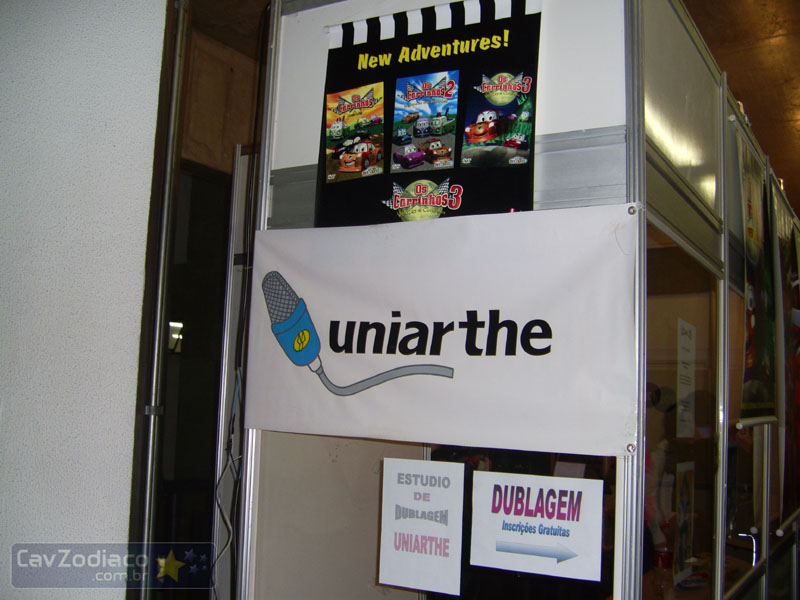 New Adventures!
Os
Carrinhos
Os
Carrinhos 2
Os
Carrinhos 3
Os
Carrinhos 3
uniarthe
ESTUDIO
DE
DUBLAGEM
UNIARTHE
DUBLAGEM
Inscrições Gratuitas
CavZodiaco
.com.br